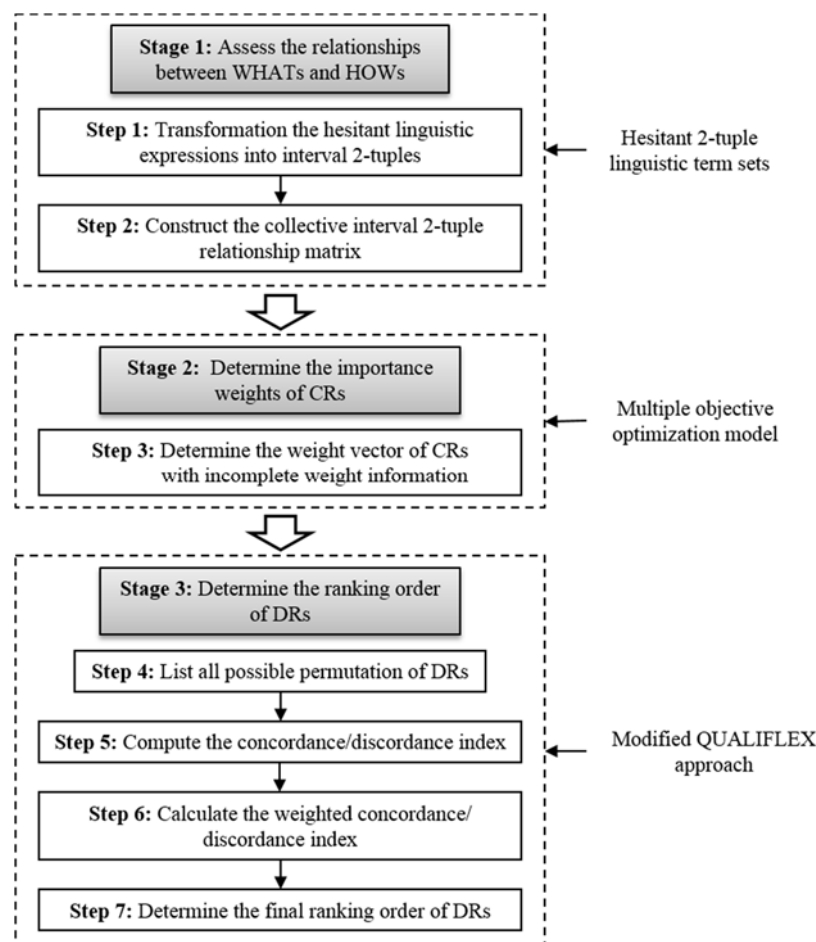 Stage 1: Assess the relationships
between WHATs and HOWs
Step 1: Transformation the hesitant linguistic
expressions into interval 2-tuples
Step 2: Construct the collective interval 2-tuple
relationship matrix
Hesitant 2-tuple
linguistic term sets
Stage 2: Determine the importance
weights of CRs
Step 3: Determine the weight vector of CRs
with incomplete weight information
Multiple objective
optimization model
Stage 3: Determine the ranking order
of DRs
Step 4: List all possible permutation of DRs
Step 5: Compute the concordance/discordance index
Step 6: Calculate the weighted concordance/
discordance index
Step 7: Determine the final ranking order of DRs
Modified QUALIFLEX
approach